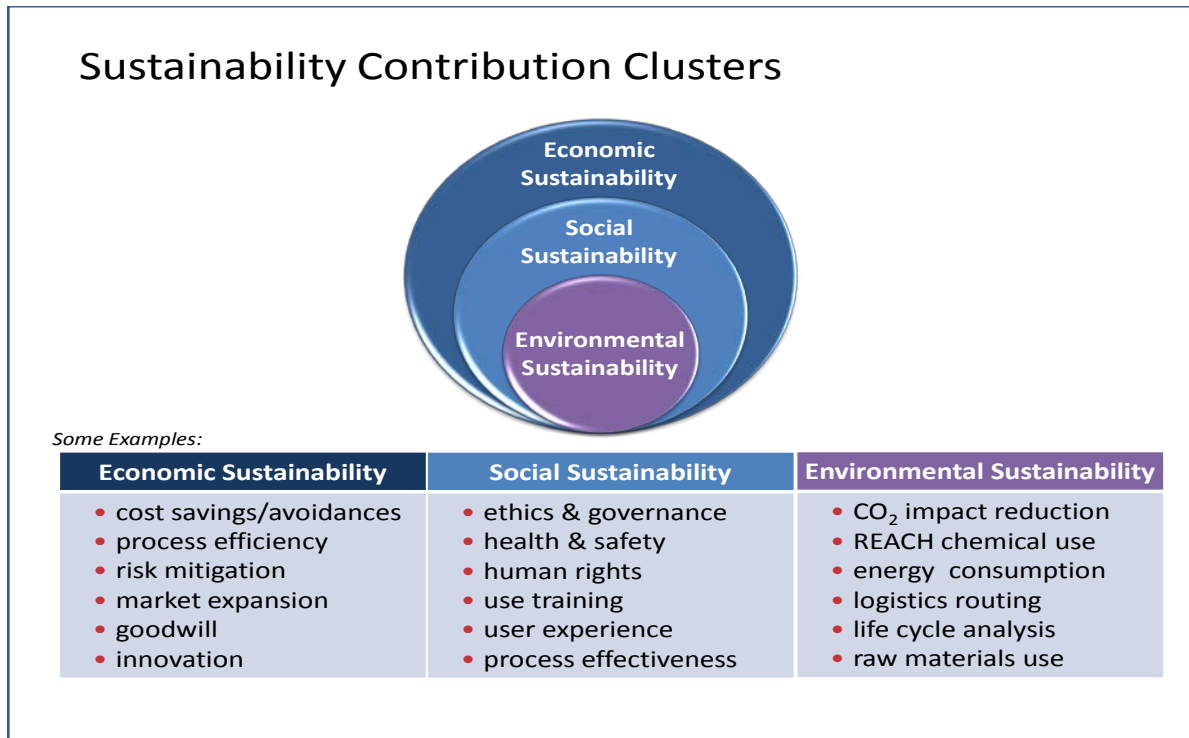 Sustainability Contribution Clusters
Economic
Sustainability
Social
Sustainability
Environmental
Sustainability
Some Examples:
Economic Sustainability
• cost savings/avoidances
• process efficiency
• risk mitigation
• market expansion
• goodwill
• innovation
Social Sustainability
• ethics & governance
• health & safety
• human rights
• use training
• user experience
• process effectiveness
Environmental Sustainability
• CO₂ impact reduction
• REACH chemical use
• energy consumption
• logistics routing
• life cycle analysis
• raw materials use